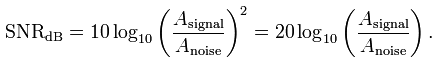 SNR_dB = 10 log_10 (A_signal / A_noise)^2 = 20 log_10 (A_signal / A_noise).